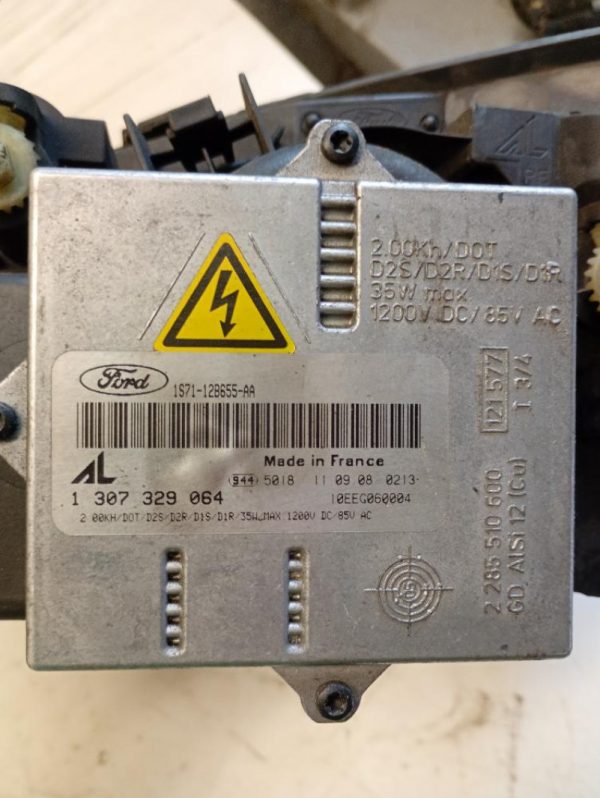 2.00Kh/DOT
D2S/D2R/D1S/D1R
35W max
1200V DC/85V AC
Ford
1S71-12B655-AA
Made in France
944 5018 11 09 08 0213
1 307 329 064
10EEG060004
2 00KH/DOT/D2S/D2R/D1S/D1R/35W.MAX 1200V DC/85V AC
121577
I 3/4
2 285 510 600
GD AlSi 12 (Cu)
AL
Ford